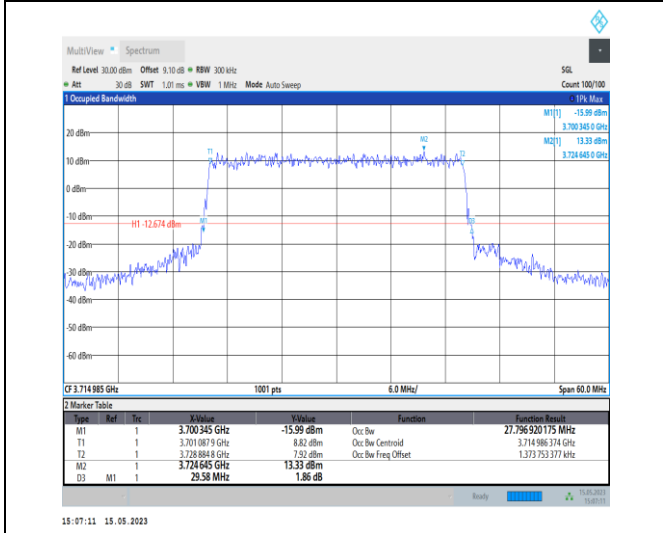 MultiView Spectrum
Ref Level 30.00 dBm Offset 9.10 dB RBW 300 kHz SGL
Att 30 dB SWT 1.01 ms VBW 1 MHz Mode Auto Sweep Count 100/100
1 Occupied Bandwidth 1Pk Max
M1[1] -15.99 dBm
3.700 345 0 GHz
M2[1] 13.33 dBm
3.724 645 0 GHz
20 dBm
M2
T1 T2
10 dBm
0 dBm
-10 dBm
H1 -12.674 dBm M1
-20 dBm
-30 dBm
-40 dBm
-50 dBm
-60 dBm
CF 3.714 985 GHz 1001 pts 6.0 MHz/ Span 60.0 MHz
2 Marker Table
Type Ref Trc X-Value Y-Value Function Function Result
M1 1 3.700 345 GHz -15.99 dBm Occ Bw 27.796 920 175 MHz
T1 1 3.701 087 9 GHz 8.82 dBm Occ Bw Centroid 3.714 986 374 GHz
T2 1 3.728 884 8 GHz 7.92 dBm Occ Bw Freq Offset 1.373 753 377 kHz
M2 1 3.724 645 GHz 13.33 dBm
D3 M1 1 29.58 MHz 1.86 dB
Ready 15.05.2023
15:07:11
15:07:11 15.05.2023